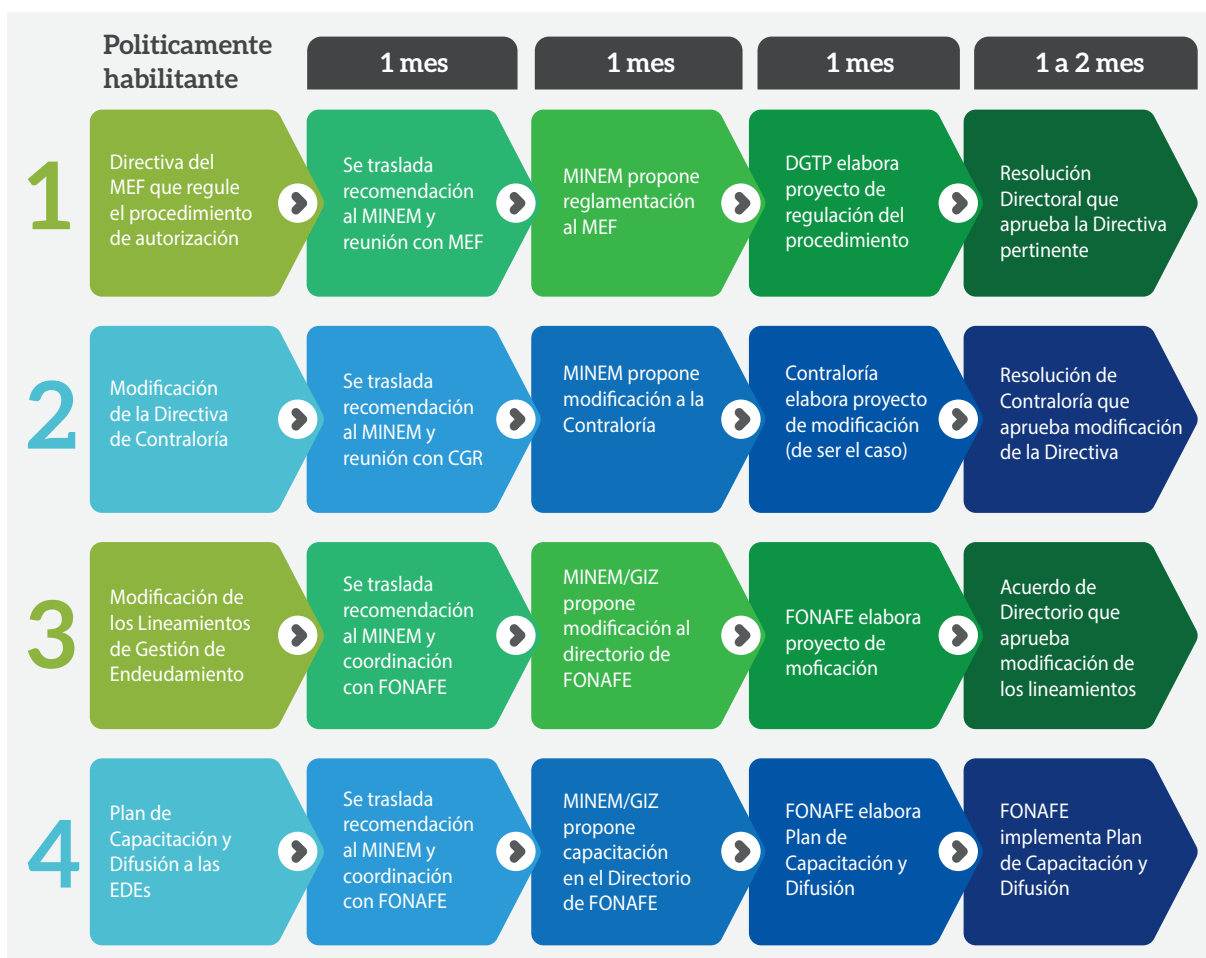 Politicamente
habilitante
1 mes
1 mes
1 mes
1 a 2 mes
1
Directiva del
MEF que regule
el procedimiento
de autorización
Se traslada
recomendación
al MINEM y
reunión con MEF
MINEM propone
reglamentación
al MEF
DGTP elabora
proyecto de
regulación del
procedimiento
Resolución
Directoral que
aprueba la Directiva
pertinente
2
Modificación
de la Directiva
de Contraloría
Se traslada
recomendación
al MINEM y
reunión con CGR
MINEM propone
modificación a la
Contraloría
Contraloría
elabora proyecto
de modificación
(de ser el caso)
Resolución de
Contraloría que
aprueba modificación
de la Directiva
3
Modificación de
los Lineamientos
de Gestión de
Endeudamiento
Se traslada
recomendación
al MINEM y
coordinación
con FONAFE
MINEM/GIZ
propone
modificación al
directorio de
FONAFE
FONAFE elabora
proyecto de
moficación
Acuerdo de
Directorio que
aprueba
modificación de
los lineamientos
4
Plan de
Capacitación y
Difusión a las
EDEs
Se traslada
recomendación
al MINEM y
coordinación
con FONAFE
MINEM/GIZ
propone
capacitación
en el Directorio
de FONAFE
FONAFE elabora
Plan de
Capacitación y
Difusión
FONAFE
implementa Plan
de Capacitación y
Difusión